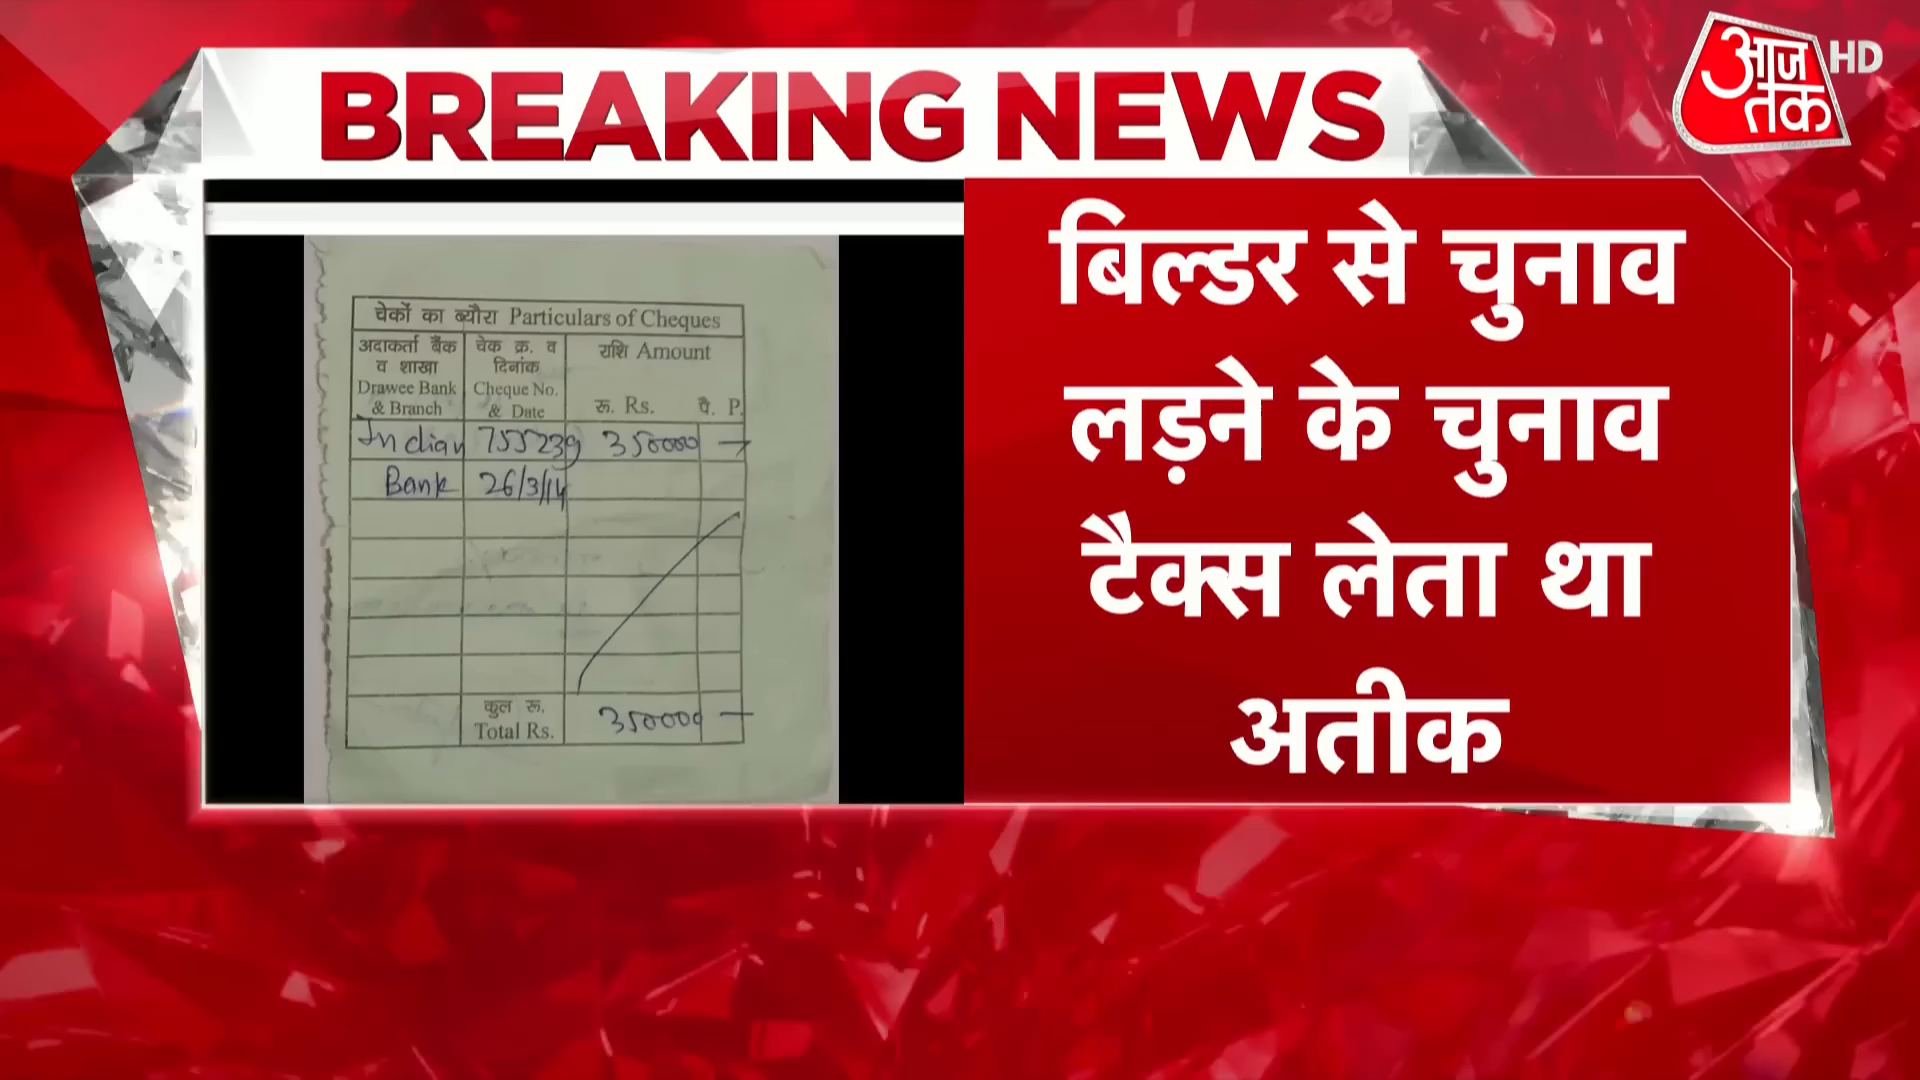 BREAKING NEWS
आज
तक
HD
बिल्डर से चुनाव
लड़ने के चुनाव
टैक्स लेता था
अतीक
चेकों का ब्यौरा Particulars of Cheques
अदाकर्ता बैंक
व शाखा
Drawee Bank
& Branch
चेक क्र. व
दिनांक
Cheque No.
& Date
राशि Amount
रू. Rs. पै. P.
Indian 755239 350000
Bank 26/3/14
कुल रू.
Total Rs.
350000